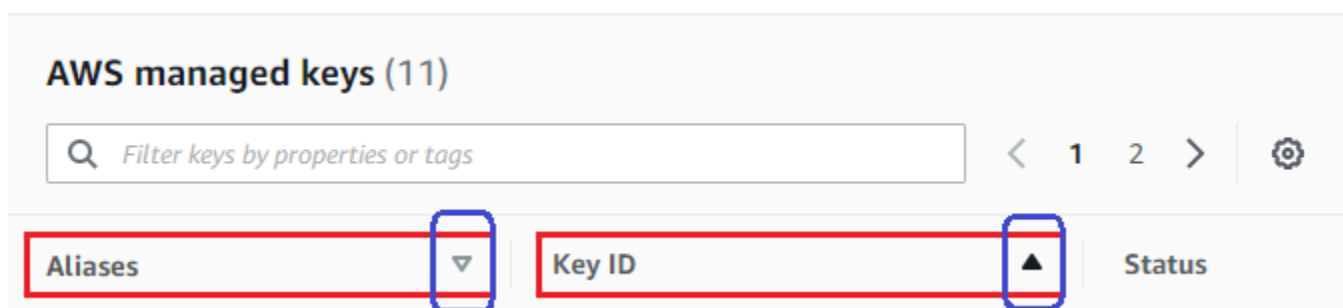 AWS managed keys (11)
Filter keys by properties or tags
1 2
Aliases Key ID Status